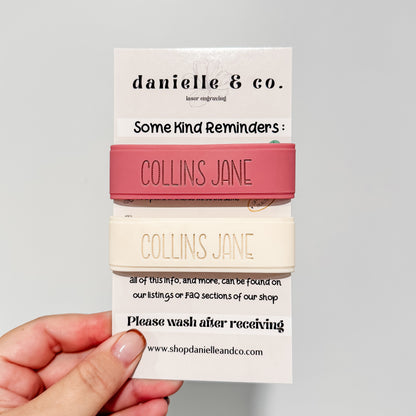 danielle & co.
laser engraving
Some Kind Reminders:
COLLINS JANE
COLLINS JANE
all of this info, and more, can be found on
our listings or FAQ sections of our shop
Please wash after receiving
www.shopdanielleandco.com